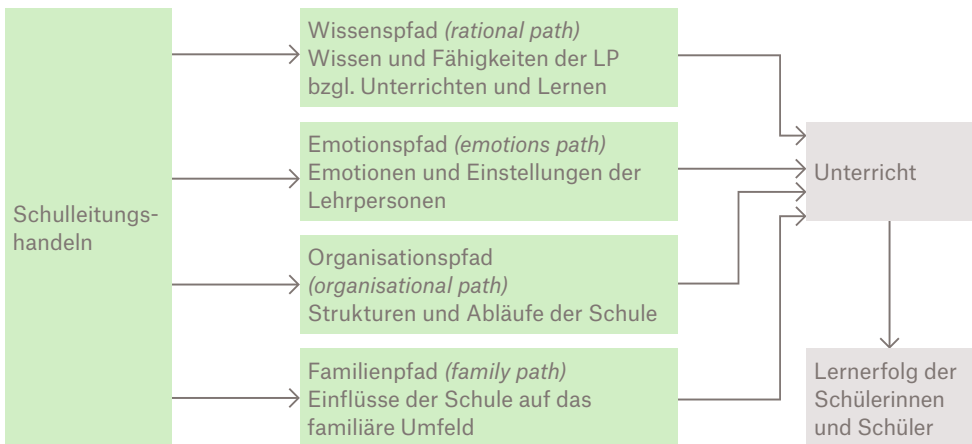 Schulleitungs-
handeln
Wissenspfad (rational path)
Wissen und Fähigkeiten der LP
bzgl. Unterrichten und Lernen
Emotionspfad (emotions path)
Emotionen und Einstellungen der
Lehrpersonen
Organisationspfad
(organisational path)
Strukturen und Abläufe der Schule
Familienpfad (family path)
Einflüsse der Schule auf das
familiäre Umfeld
Unterricht
Lernerfolg der
Schülerinnen
und Schüler